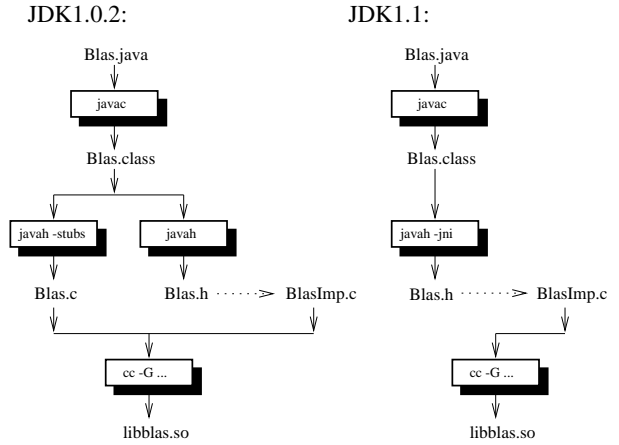 JDK1.0.2:
Blas.java
javac
Blas.class
javah -stubs
javah
Blas.c
Blas.h
BlasImp.c
cc -G ...
libblas.so
JDK1.1:
Blas.java
javac
Blas.class
javah -jni
Blas.h
BlasImp.c
cc -G ...
libblas.so